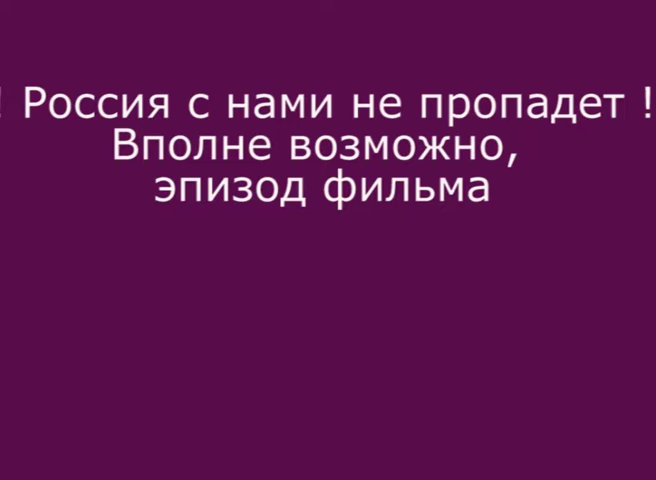 ! Россия с нами не пропадет !
Вполне возможно,
эпизод фильма